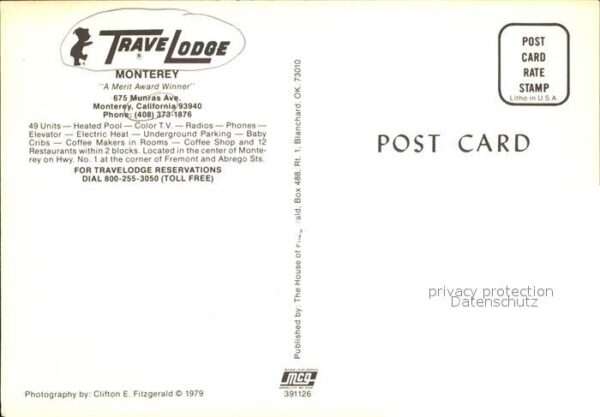 TRAVELODGE
MONTEREY
"A Merit Award Winner"
675 Munras Ave.
Monterey, California 93940
Phone: (408) 373-1876
49 Units — Heated Pool — Color T.V. — Radios — Phones —
Elevator — Electric Heat — Underground Parking — Baby
Cribs — Coffee Makers in Rooms — Coffee Shop and 12
Restaurants within 2 blocks. Located in the center of Monte-
rey on Hwy. No. 1 at the corner of Fremont and Abrego Sts.
FOR TRAVELODGE RESERVATIONS
DIAL 800-255-3050 (TOLL FREE)
Photography by: Clifton E. Fitzgerald © 1979
Published by: The House of ald, Box 488, Rt. 1, Blanchard, OK. 73010
mcg
391126
POST
CARD
RATE
STAMP
Litho in U.S.A.
POST CARD
privacy protection
Datenschutz